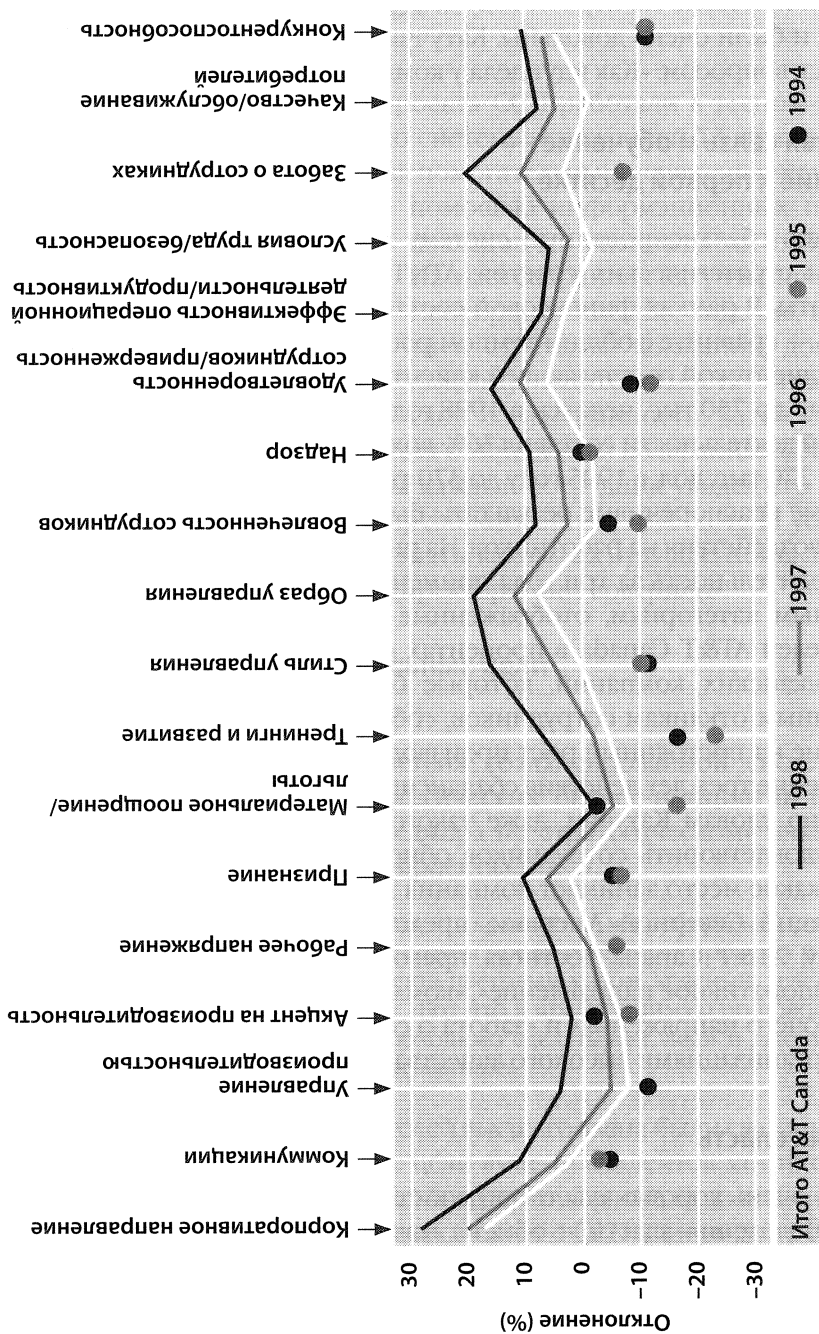 Корпоративное направление
Коммуникации
Управление
производительностью
Акцент на производительность
Рабочее напряжение
Признание
Материальное поощрение/
льготы
Тренинги и развитие
Стиль управления
Образ управления
Вовлеченность сотрудников
Надзор
Удовлетворенность
сотрудников/приверженность
Эффективность операционной
деятельности/продуктивность
Условия труда/безопасность
Забота о сотрудниках
Качество/обслуживание
потребителей
Конкурентоспособность
Отклонение (%)
30
20
10
0
–10
–20
–30
Итого AT&T Canada 1998 1997 1996 1995 1994